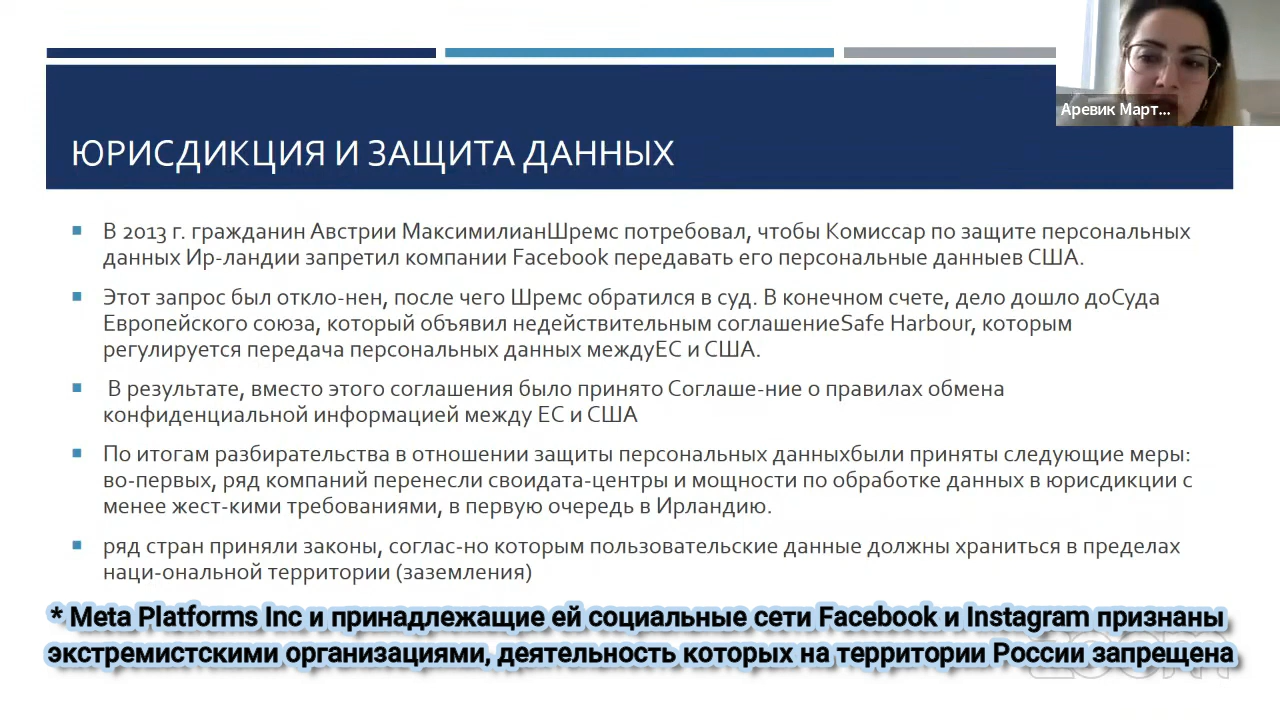 Аревик Март...
ЮРИСДИКЦИЯ И ЗАЩИТА ДАННЫХ
В 2013 г. гражданин Австрии МаксимилианШремс потребовал, чтобы Комиссар по защите персональных
данных Ир-ландии запретил компании Facebook передавать его персональные данныев США.
Этот запрос был откло-нен, после чего Шремс обратился в суд. В конечном счете, дело дошло доСуда
Европейского союза, который объявил недействительным соглашениеSafe Harbour, которым
регулируется передача персональных данных междуЕС и США.
В результате, вместо этого соглашения было принято Соглаше-ние о правилах обмена
конфиденциальной информацией между ЕС и США
По итогам разбирательства в отношении защиты персональных данныхбыли приняты следующие меры:
во-первых, ряд компаний перенесли своидата-центры и мощности по обработке данных в юрисдикции с
менее жест-кими требованиями, в первую очередь в Ирландию.
ряд стран приняли законы, соглас-но которым пользовательские данные должны храниться в пределах
наци-ональной территории (заземления)
* Meta Platforms Inc и принадлежащие ей социальные сети Facebook и Instagram признаны
экстремистскими организациями, деятельность которых на территории России запрещена
zoom